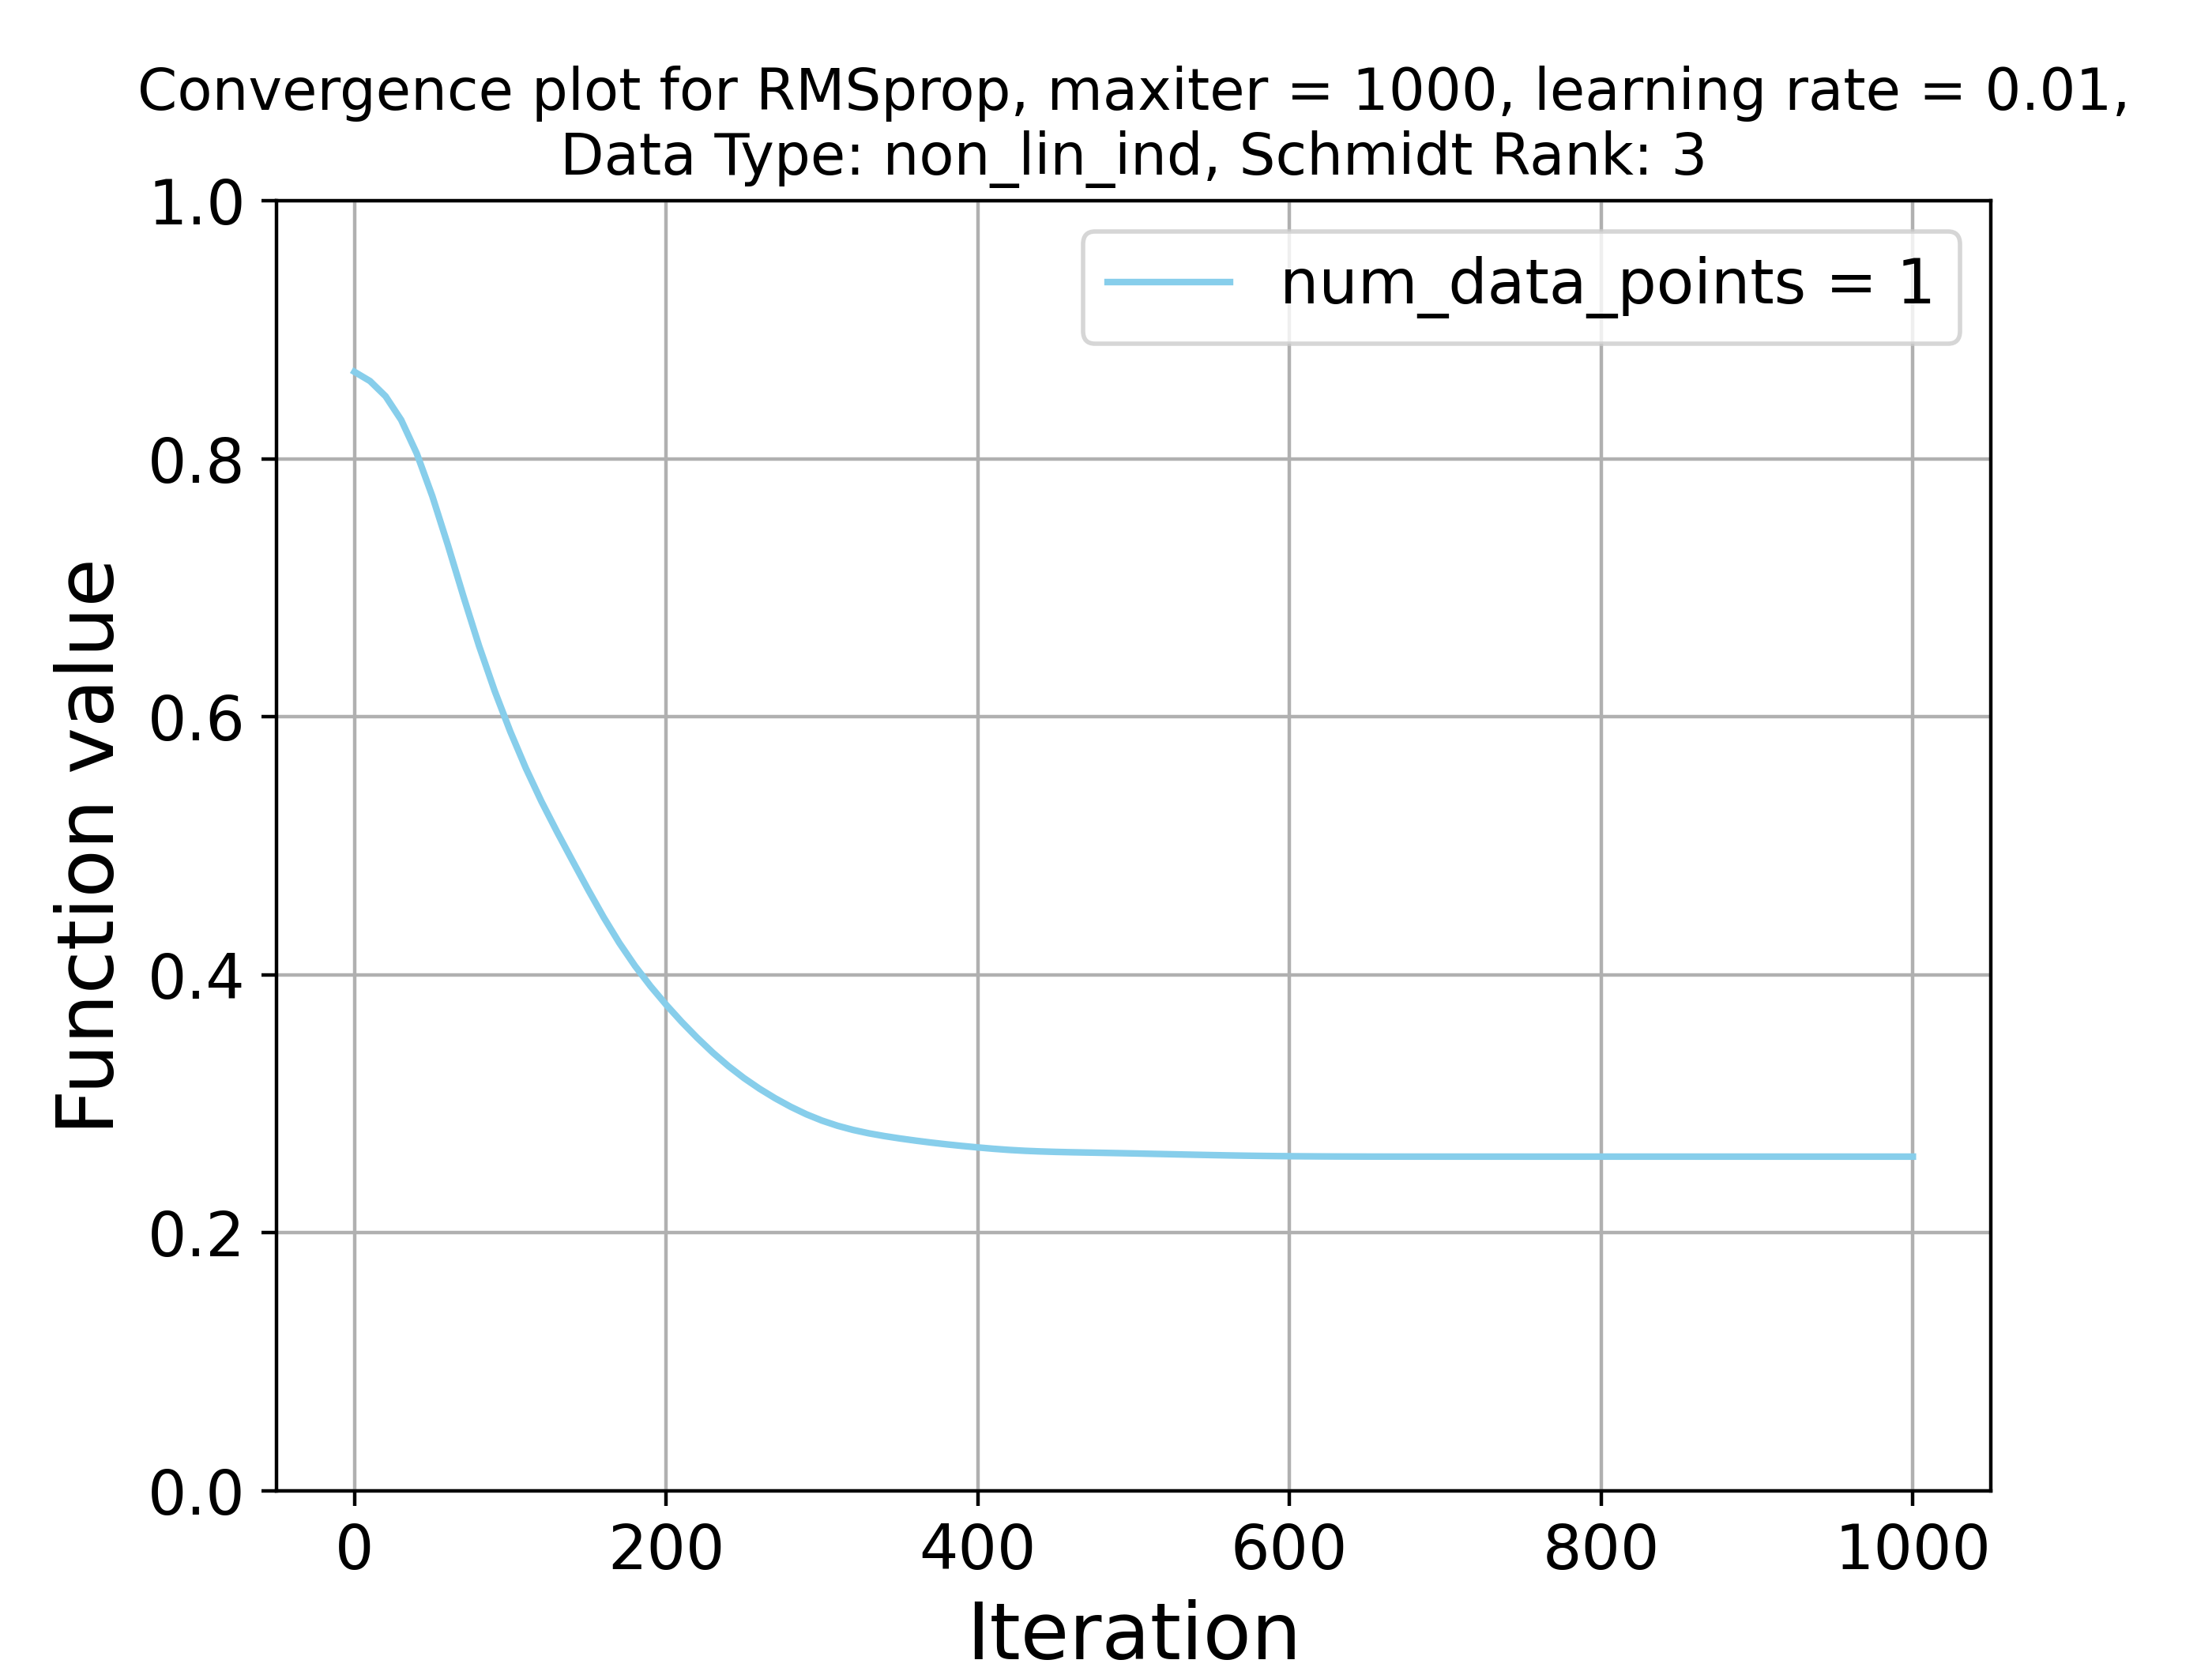 Convergence plot for RMSprop, maxiter = 1000, learning rate = 0.01,
Data Type: non_lin_ind, Schmidt Rank: 3
num_data_points = 1
Function value
1.0
0.8
0.6
0.4
0.2
0.0
0 200 400 600 800 1000
Iteration